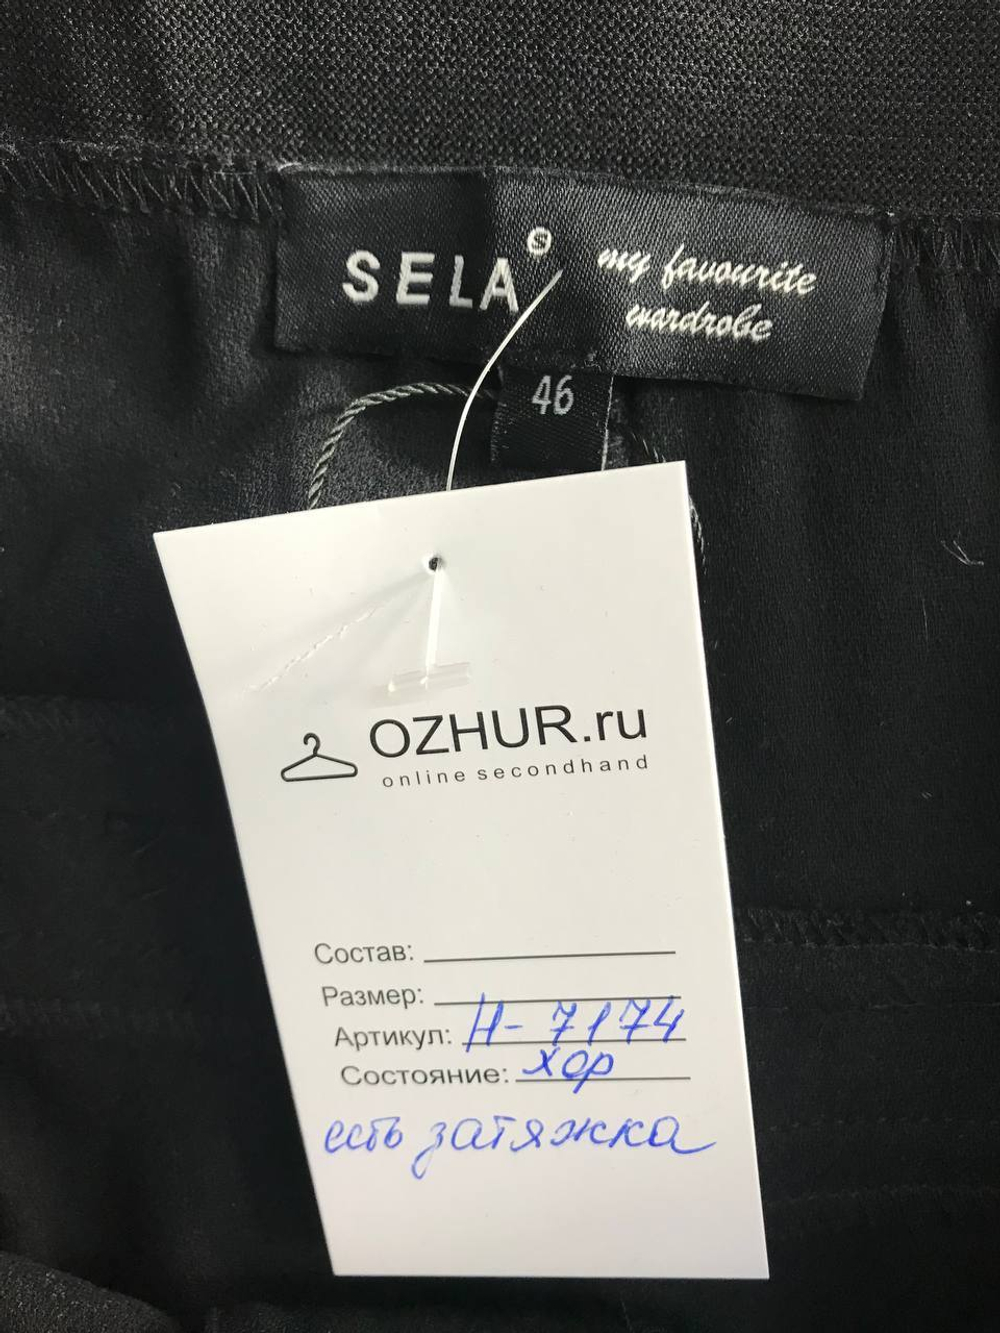 SELA S my favourite
wardrobe
46
OZHUR.ru
online secondhand
Состав:
Размер:
Артикул: Н-7174
Состояние: хор
есть затяжка